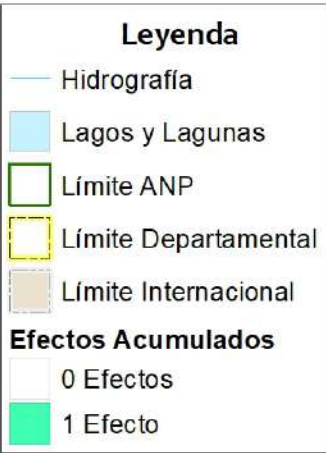 Leyenda
Hidrografía
Lagos y Lagunas
Límite ANP
Límite Departamental
Límite Internacional
Efectos Acumulados
0 Efectos
1 Efecto